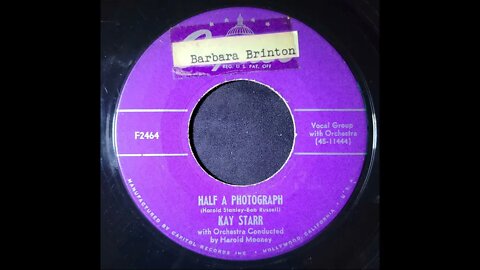 Barbara Brinton
REG. U.S. PAT. OFF.
F2464
Vocal Group
with Orchestra
(45-11444)
HALF A PHOTOGRAPH
(Harold Stanley-Bob Russell)
KAY STARR
with Orchestra Conducted
by Harold Mooney
MANUFACTURED BY CAPITOL RECORDS INC. HOLLYWOOD, CALIFORNIA, U.S.A.